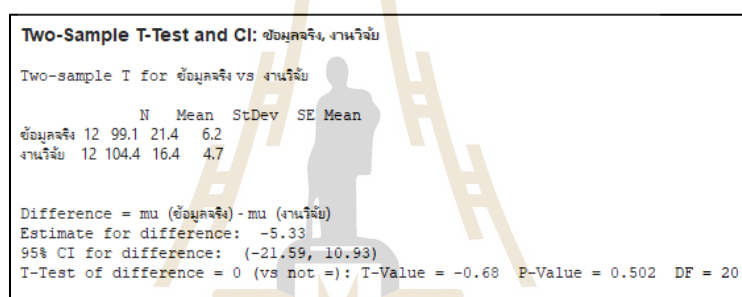 Two-Sample T-Test and CI: ข้อมูลจริง, งานวิจัย
Two-sample T for ข้อมูลจริง vs งานวิจัย
N Mean StDev SE Mean
ข้อมูลจริง 12 99.1 21.4 6.2
งานวิจัย 12 104.4 16.4 4.7
Difference = mu (ข้อมูลจริง) - mu (งานวิจัย)
Estimate for difference: -5.33
95% CI for difference: (-21.59, 10.93)
T-Test of difference = 0 (vs not =): T-Value = -0.68 P-Value = 0.502 DF = 20